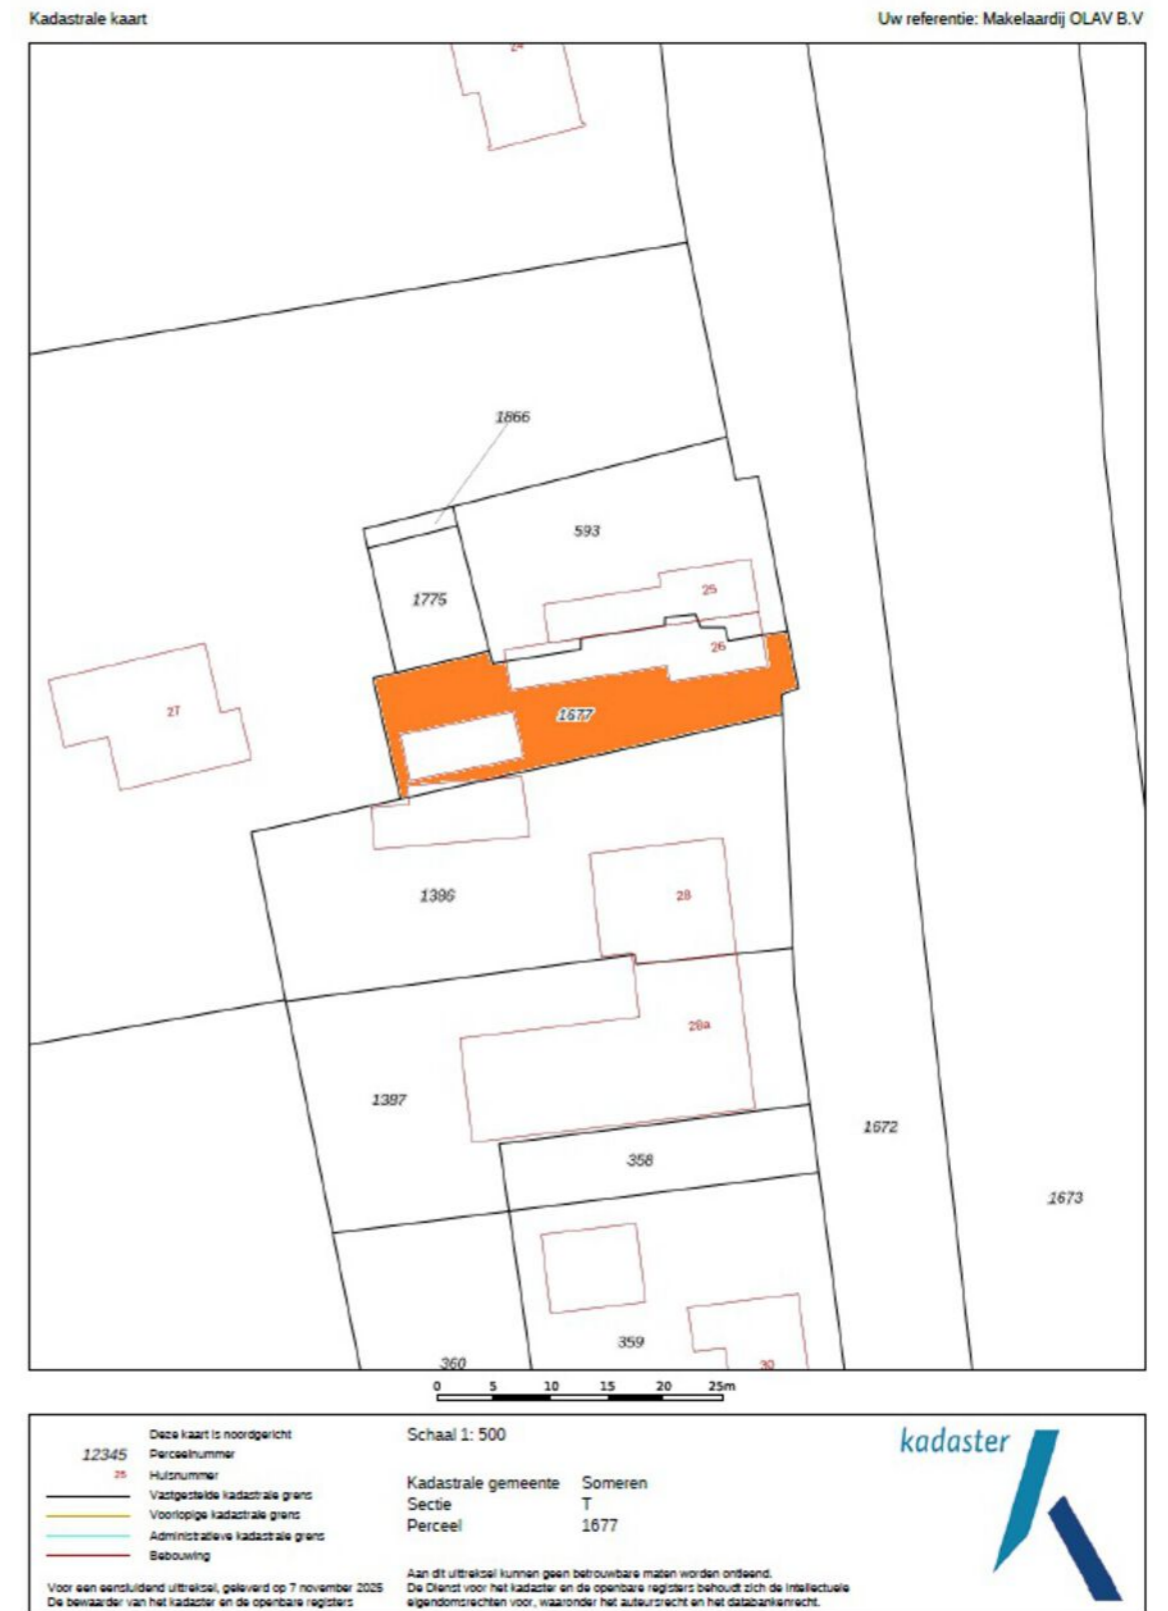 Kadastrale kaart
Uw referentie: Makelaardij OLAV B.V
24
1866
593
25
1775
26
27
1677
1386
28
28a
1387
1672
358
1673
359
360
30
0 5 10 15 20 25m
Deze kaart is noordgericht
12345 Perceelnummer
25 Huisnummer
Vastgestelde kadastrale grens
Voorlopige kadastrale grens
Administratieve kadastrale grens
Bebouwing
Voor een eensluidend uittreksel, geleverd op 7 november 2025
De bewaarder van het kadaster en de openbare registers
Schaal 1: 500
Kadastrale gemeente Someren
Sectie T
Perceel 1677
Aan dit uittreksel kunnen geen betrouwbare maten worden ontleend.
De Dienst voor het kadaster en de openbare registers behoudt zich de intellectuele
eigendomsrechten voor, waaronder het auteursrecht en het databankenrecht.
kadaster